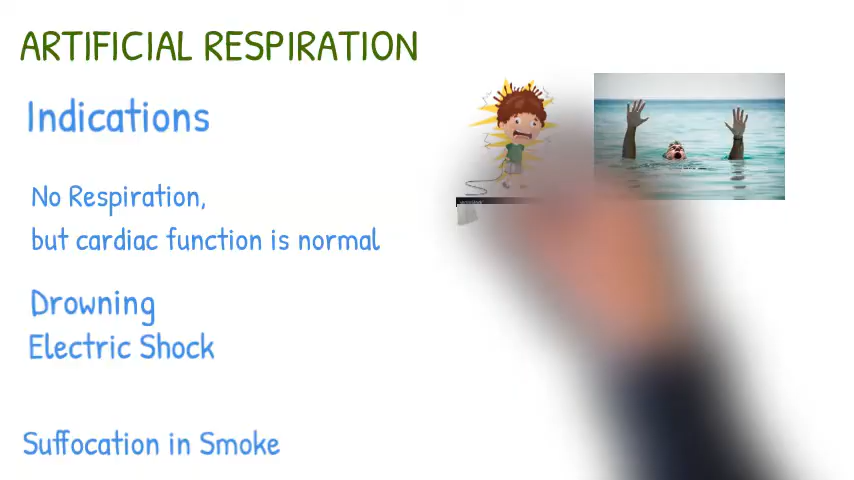 ARTIFICIAL RESPIRATION
Indications
No Respiration,
but cardiac function is normal
Drowning
Electric Shock
Suffocation in Smoke